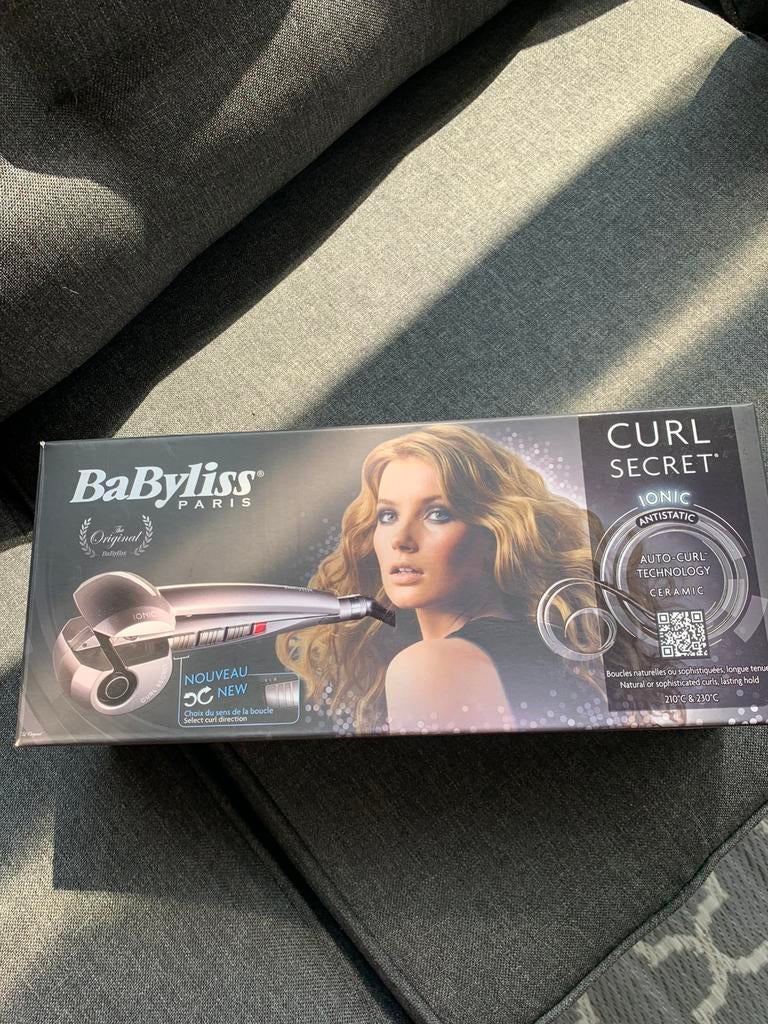 BaByliss®
PARIS
The
Original
BaByliss
IONIC
CURL SECRET
NOUVEAU
NEW
Choix du sens de la boucle
Select curl direction
CURL
SECRET®
IONIC
ANTISTATIC
AUTO-CURL™
TECHNOLOGY
CERAMIC
Boucles naturelles ou sophistiquées, longue tenue
Natural or sophisticated curls, lasting hold
210°C & 230°C